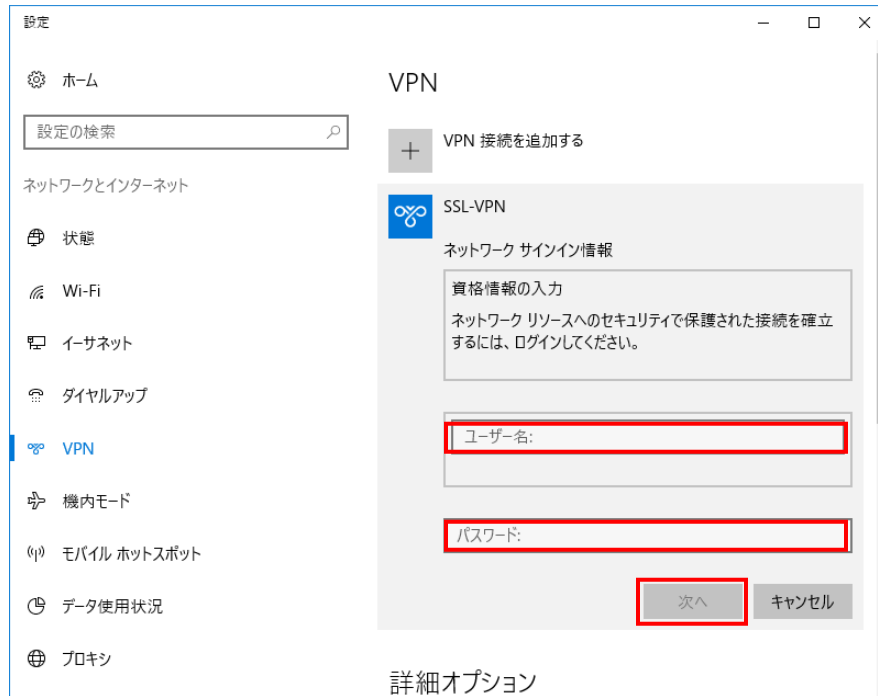 設定
ホーム
設定の検索
ネットワークとインターネット
状態
Wi-Fi
イーサネット
ダイヤルアップ
VPN
機内モード
モバイル ホットスポット
データ使用状況
プロキシ
VPN
VPN 接続を追加する
SSL-VPN
ネットワーク サインイン情報
資格情報の入力
ネットワーク リソースへのセキュリティで保護された接続を確立
するには、ログインしてください。
ユーザー名:
パスワード:
次へ
キャンセル
詳細オプション